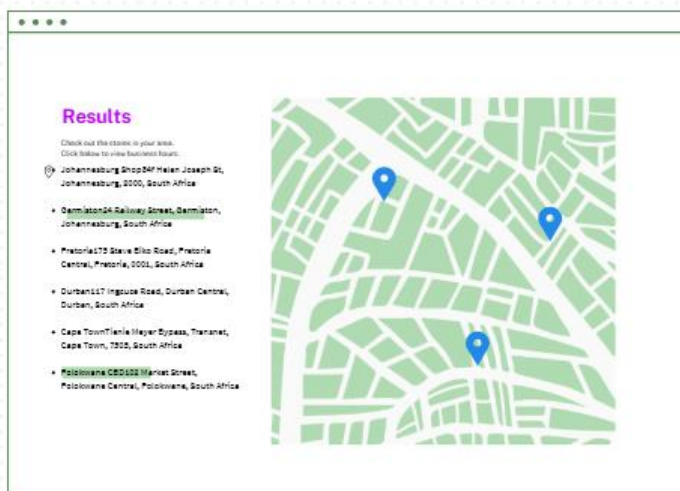 Results
Check out the stores is your area.
Click below to view business hours.
Johannesburg Shop84f Helen Joseph St,
Johannesburg, 2000, South Africa
Germiston24 Railway Street, Germiston,
Johannesburg, South Africa
Pretoria175 Steve Biko Road, Pretoria
Central, Pretoria, 0001, South Africa
Durban117 Ingcuce Road, Durban Central,
Durban, South Africa
Cape TownTienie Meyer Bypass, Transnet,
Cape Town, 7505, South Africa
Polokwane CBD102 Market Street,
Polokwane Central, Polokwane, South Africa